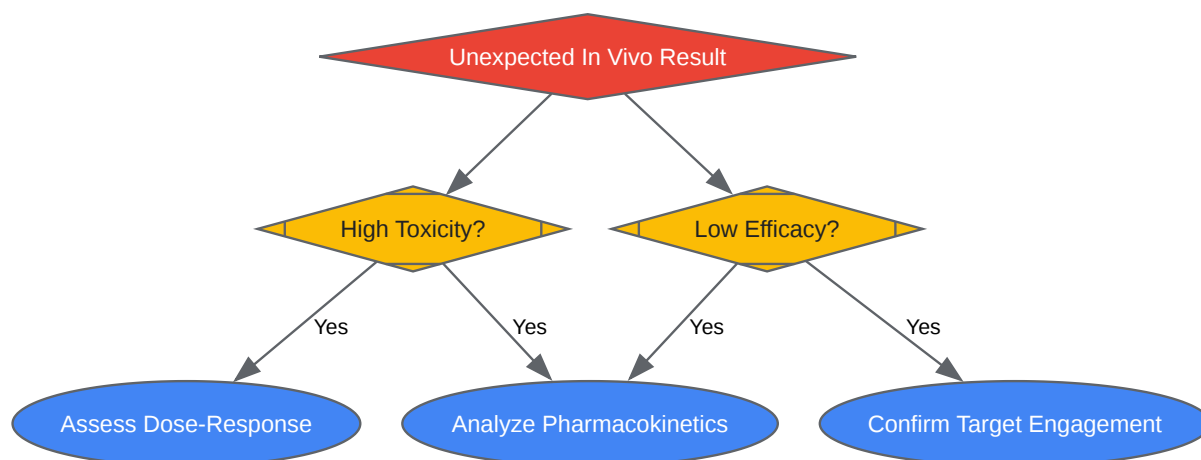 Unexpected In Vivo Result
High Toxicity?
Low Efficacy?
Yes
Yes
Yes
Yes
Assess Dose-Response
Analyze Pharmacokinetics
Confirm Target Engagement